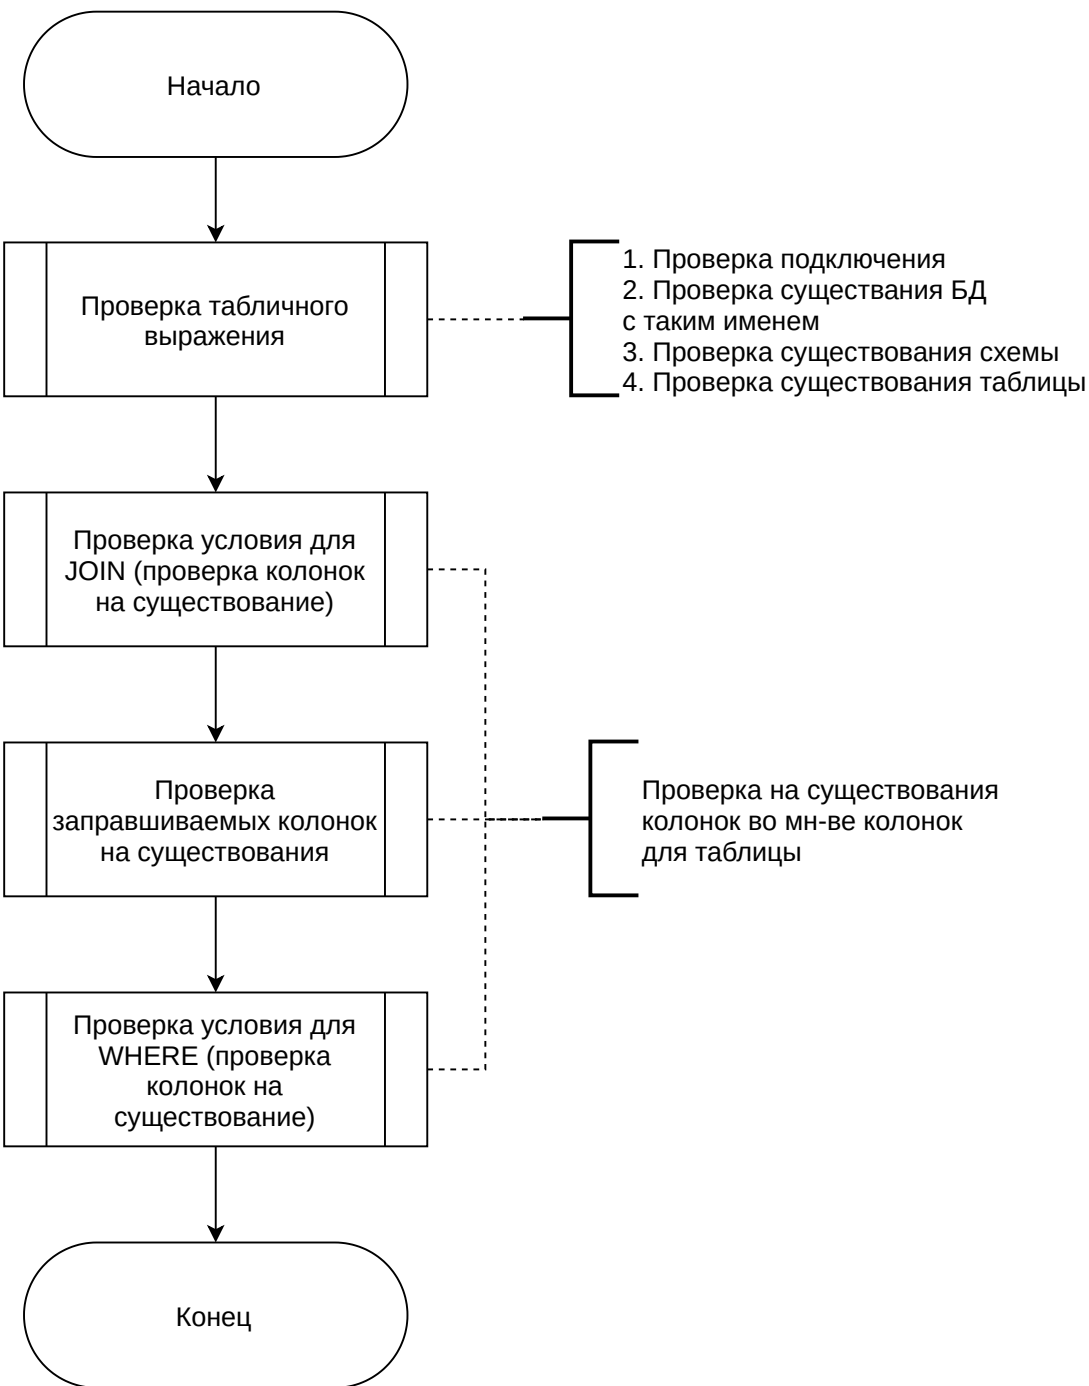 Начало
Проверка табличного
выражения
1. Проверка подключения
2. Проверка существания БД
с таким именем
3. Проверка существования схемы
4. Проверка существования таблицы
Проверка условия для
JOIN (проверка колонок
на существование)
Проверка
заправшиваемых колонок
на существования
Проверка на существования
колонок во мн-ве колонок
для таблицы
Проверка условия для
WHERE (проверка
колонок на
существование)
Конец